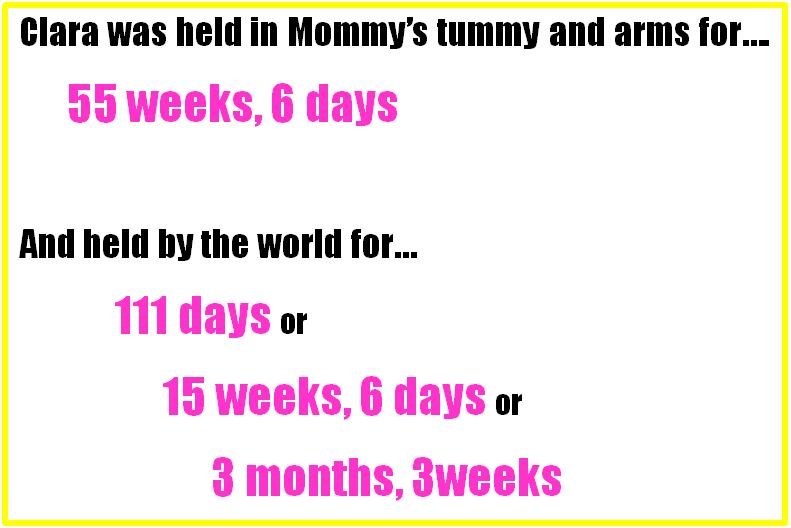 Clara was held in Mommy's tummy and arms for....
55 weeks, 6 days
And held by the world for...
111 days or
15 weeks, 6 days or
3 months, 3weeks